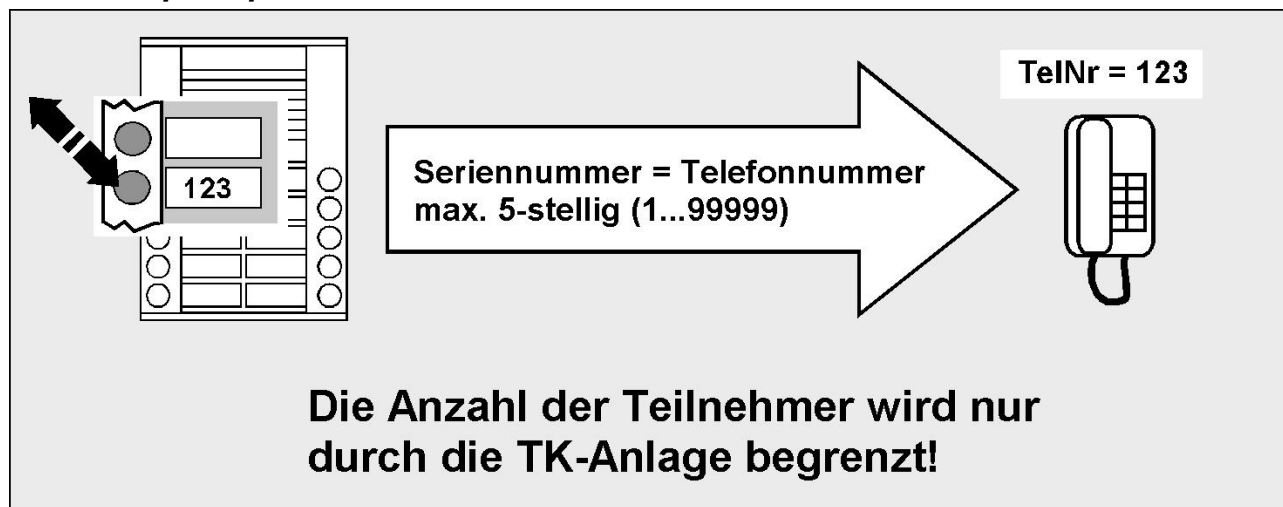 TelNr = 123
123
Seriennummer = Telefonnummer
max. 5-stellig (1...99999)
Die Anzahl der Teilnehmer wird nur
durch die TK-Anlage begrenzt!